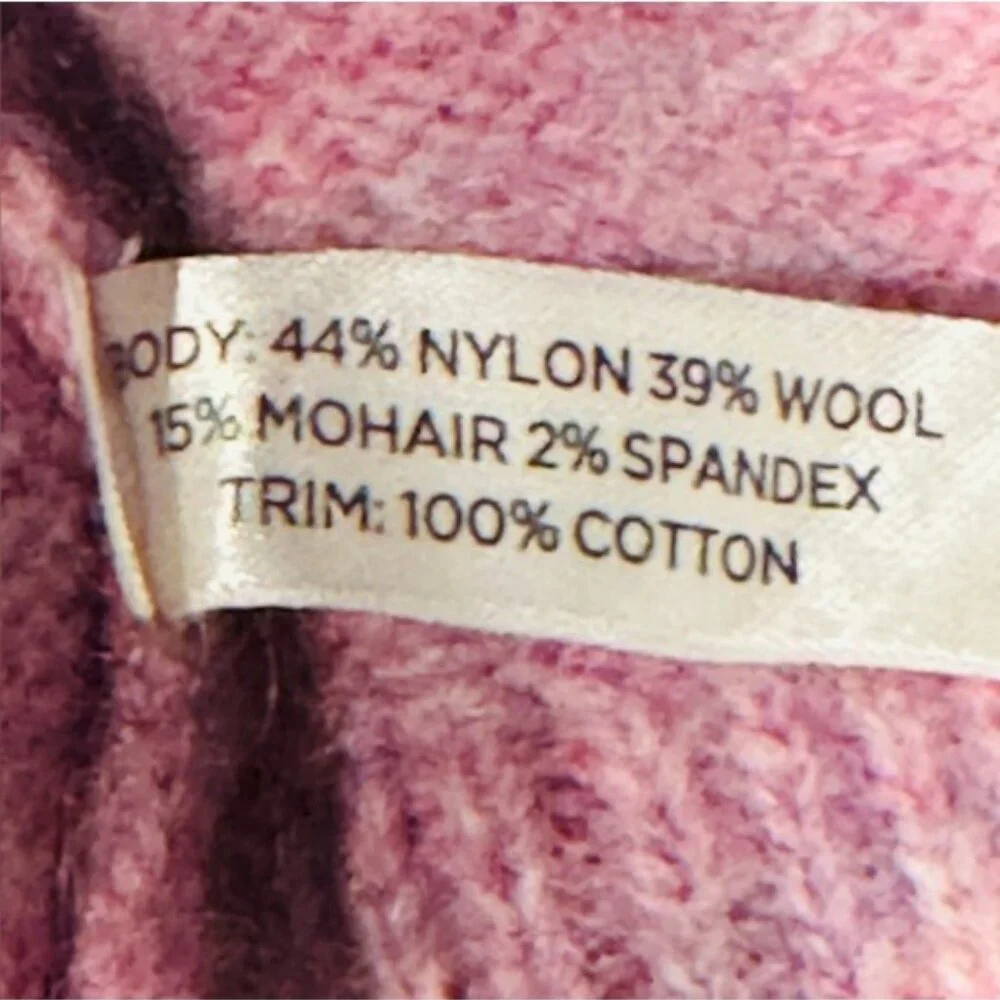 BODY: 44% NYLON 39% WOOL
15% MOHAIR 2% SPANDEX
TRIM: 100% COTTON